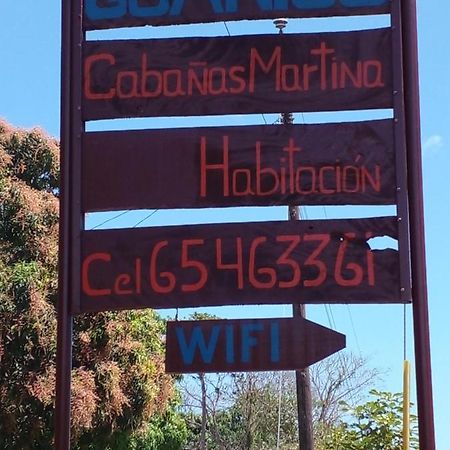 Cabañas Martina
Habitación
Cel 65463361
WIFI